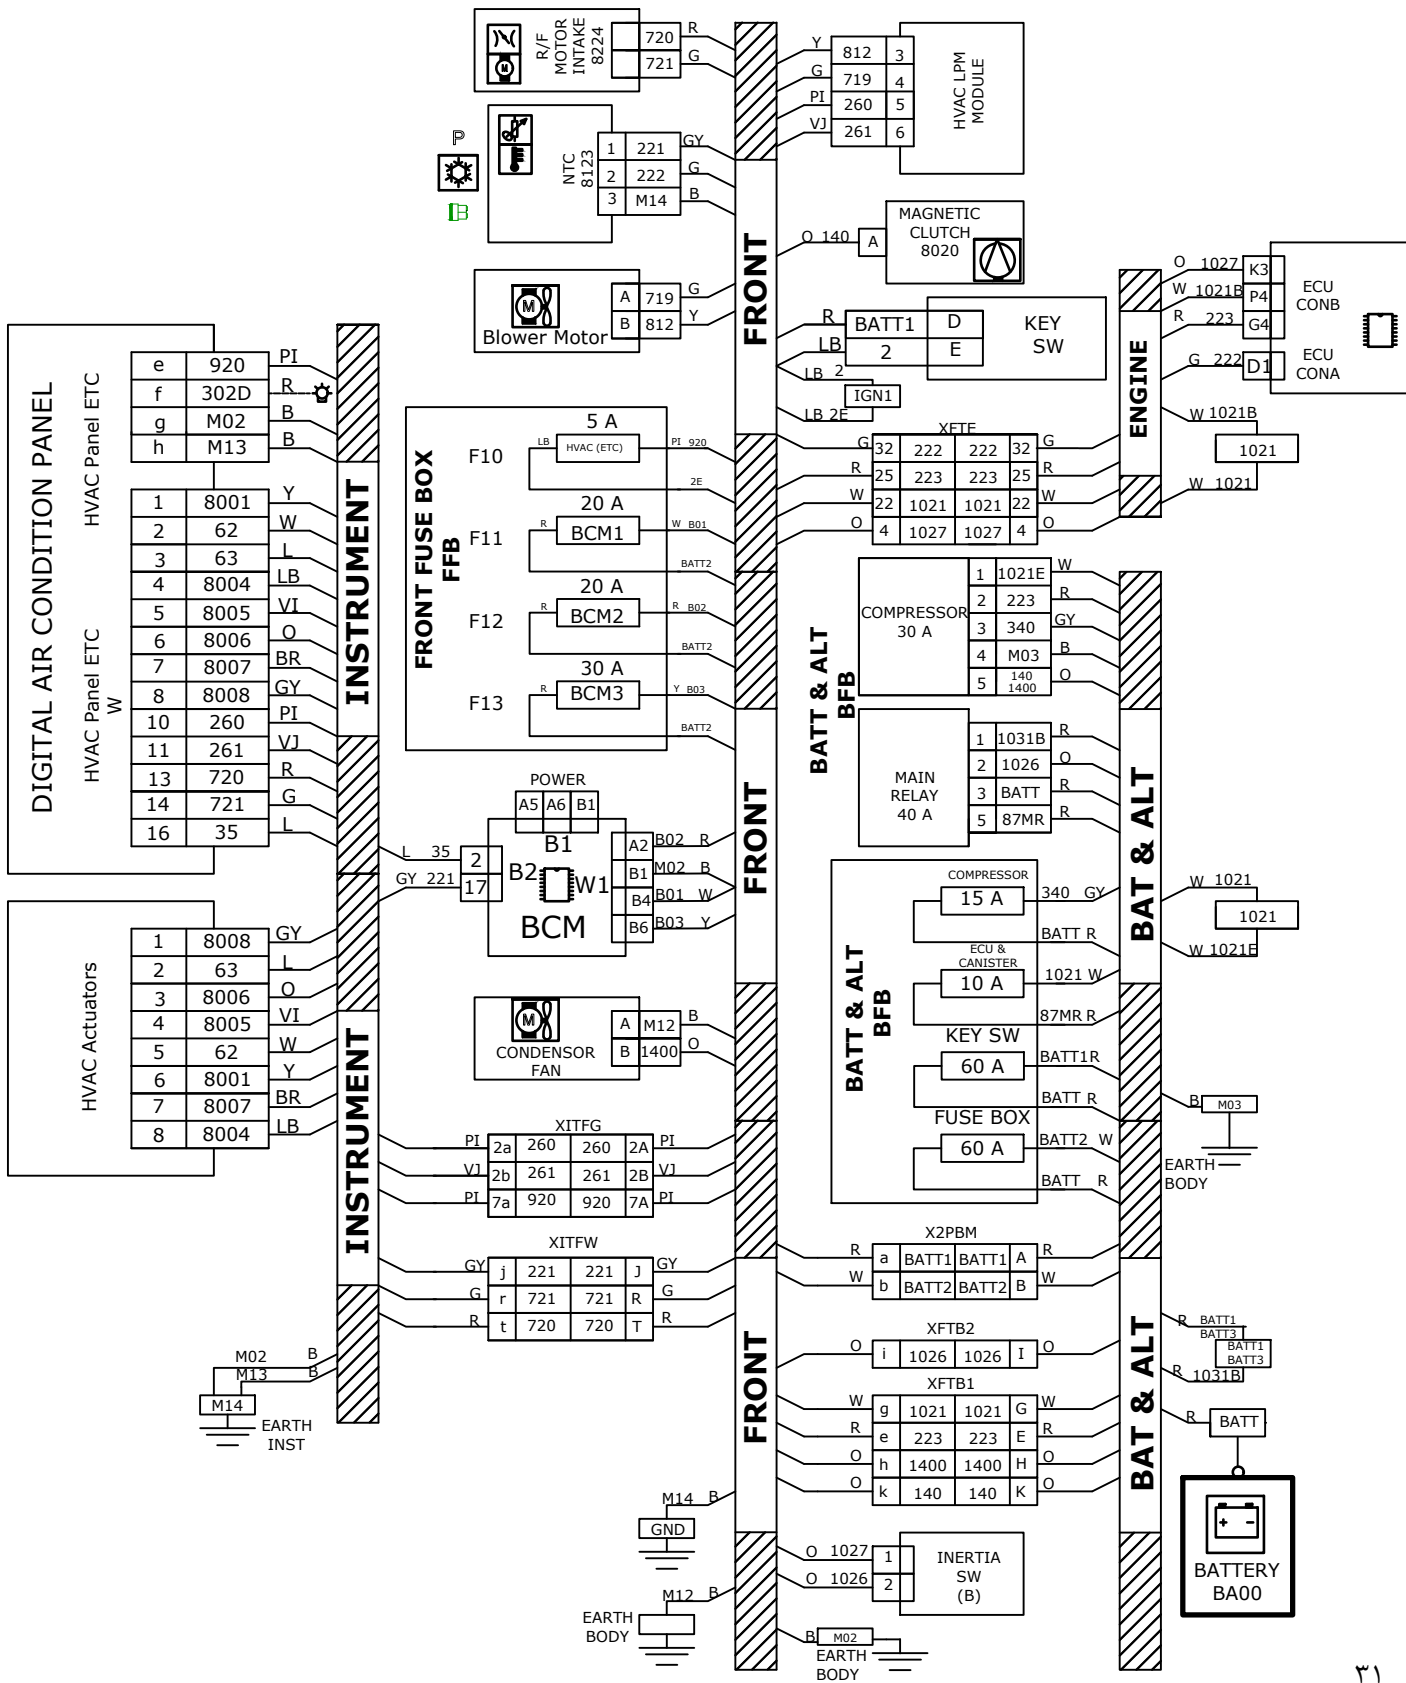 R/F
MOTOR
INTAKE
8224
720 R
721 G
Y 812 3
G 719 4
PI 260 5
VJ 261 6
HVAC LPM
MODULE
P
B
NTC
8123
1 221 GY
2 222 G
3 M14 B
O 140 A
MAGNETIC
CLUTCH
8020
M
Blower Motor
A 719 G
B 812 Y
FRONT
R BATT1 D
LB 2 E
KEY
SW
LB 2
IGN1
LB 2E
O 1027 K3
W 1021B P4
R 223 G4
ECU
CONB
G 222 D1
ECU
CONA
ENGINE
W 1021B
1021
W 1021
DIGITAL AIR CONDITION PANEL
HVAC Panel ETC
e 920 PI
f 302D R
g M02 B
h M13 B
HVAC Panel ETC
W
1 8001 Y
2 62 W
3 63 L
4 8004 LB
5 8005 VI
6 8006 O
7 8007 BR
8 8008 GY
10 260 PI
11 261 VJ
13 720 R
14 721 G
16 35 L
INSTRUMENT
FRONT FUSE BOX
FFB
F10
5 A
LB HVAC (ETC) PI 920
2E
F11
20 A
R BCM1 W B01
BATT2
F12
20 A
R BCM2 R B02
BATT2
F13
30 A
R BCM3 Y B03
BATT2
XFTE
G 32 222 222 32 G
R 25 223 223 25 R
W 22 1021 1021 22 W
O 4 1027 1027 4 O
BATT & ALT
BFB
COMPRESSOR
30 A
1 1021E W
2 223 R
3 340 GY
4 M03 B
5 140 1400 O
MAIN
RELAY
40 A
1 1031B R
2 1026 O
3 BATT R
5 87MR R
BAT & ALT
POWER
A5 A6 B1
B1
B2
W1
BCM
L 35 2
GY 221 17
A2 B02 R
B1 M02 B
B4 B01 W
B6 B03 Y
FRONT
BATT & ALT
BFB
COMPRESSOR
15 A 340 GY
BATT R
ECU &
CANISTER
10 A 1021 W
87MR R
KEY SW
60 A BATT1 R
BATT R
FUSE BOX
60 A BATT2 W
BATT R
W 1021
1021
W 1021E
B M03
EARTH
BODY
HVAC Actuators
1 8008 GY
2 63 L
3 8006 O
4 8005 VI
5 62 W
6 8001 Y
7 8007 BR
8 8004 LB
INSTRUMENT
M
CONDENSOR
FAN
A M12 B
B 1400 O
XITFG
PI 2a 260 260 2A PI
VJ 2b 261 261 2B VJ
PI 7a 920 920 7A PI
XITFW
GY j 221 221 J GY
G r 721 721 R G
R t 720 720 T R
M02 B
M13 B
M14
EARTH
INST
FRONT
X2PBM
R a BATT1 BATT1 A R
W b BATT2 BATT2 B W
XFTB2
O i 1026 1026 I O
XFTB1
W g 1021 1021 G W
R e 223 223 E R
O h 1400 1400 H O
O k 140 140 K O
BAT & ALT
R BATT1
BATT3
BATT1
BATT3
R 1031B
R BATT
BATTERY
BA00
M14 B
GND
M12 B
EARTH
BODY
O 1027 1
O 1026 2
INERTIA
SW
(B)
B M02
EARTH
BODY
٣١